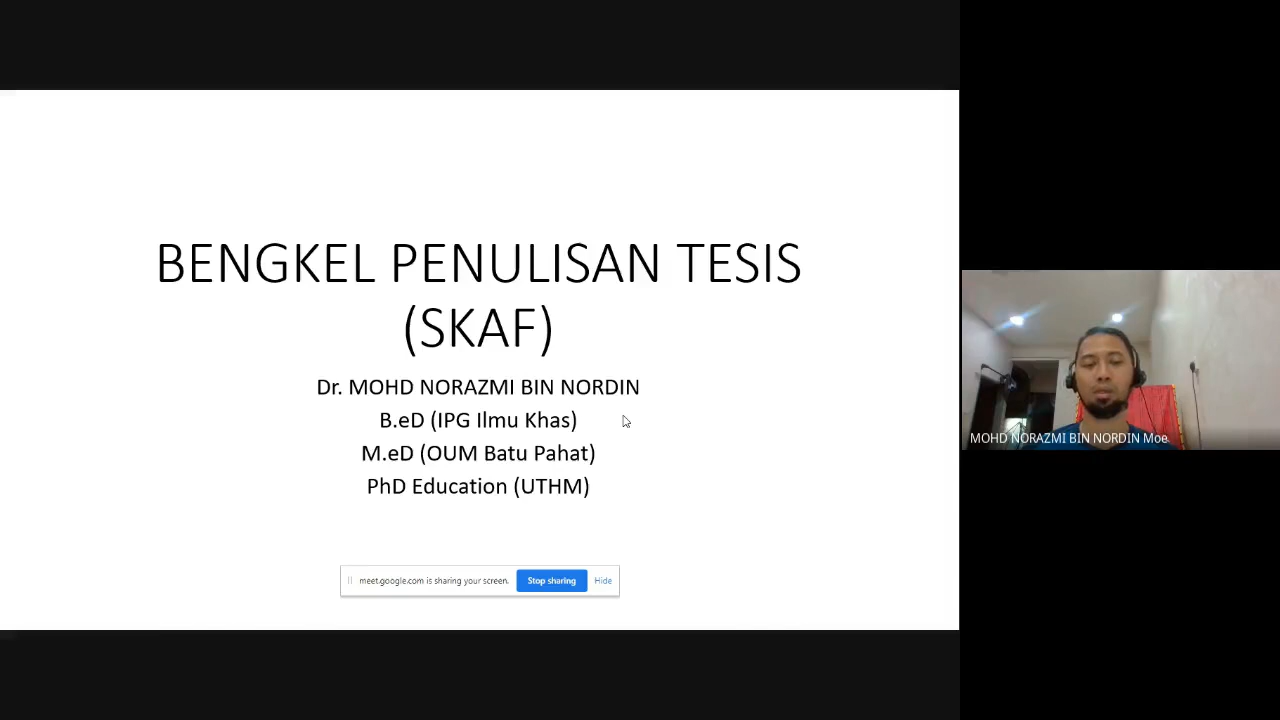 BENGKEL PENULISAN TESIS
(SKAF)
Dr. MOHD NORAZMI BIN NORDIN
B.eD (IPG Ilmu Khas)
M.eD (OUM Batu Pahat)
PhD Education (UTHM)
meet.google.com is sharing your screen. Stop sharing Hide
MOHD NORAZMI BIN NORDIN Moe